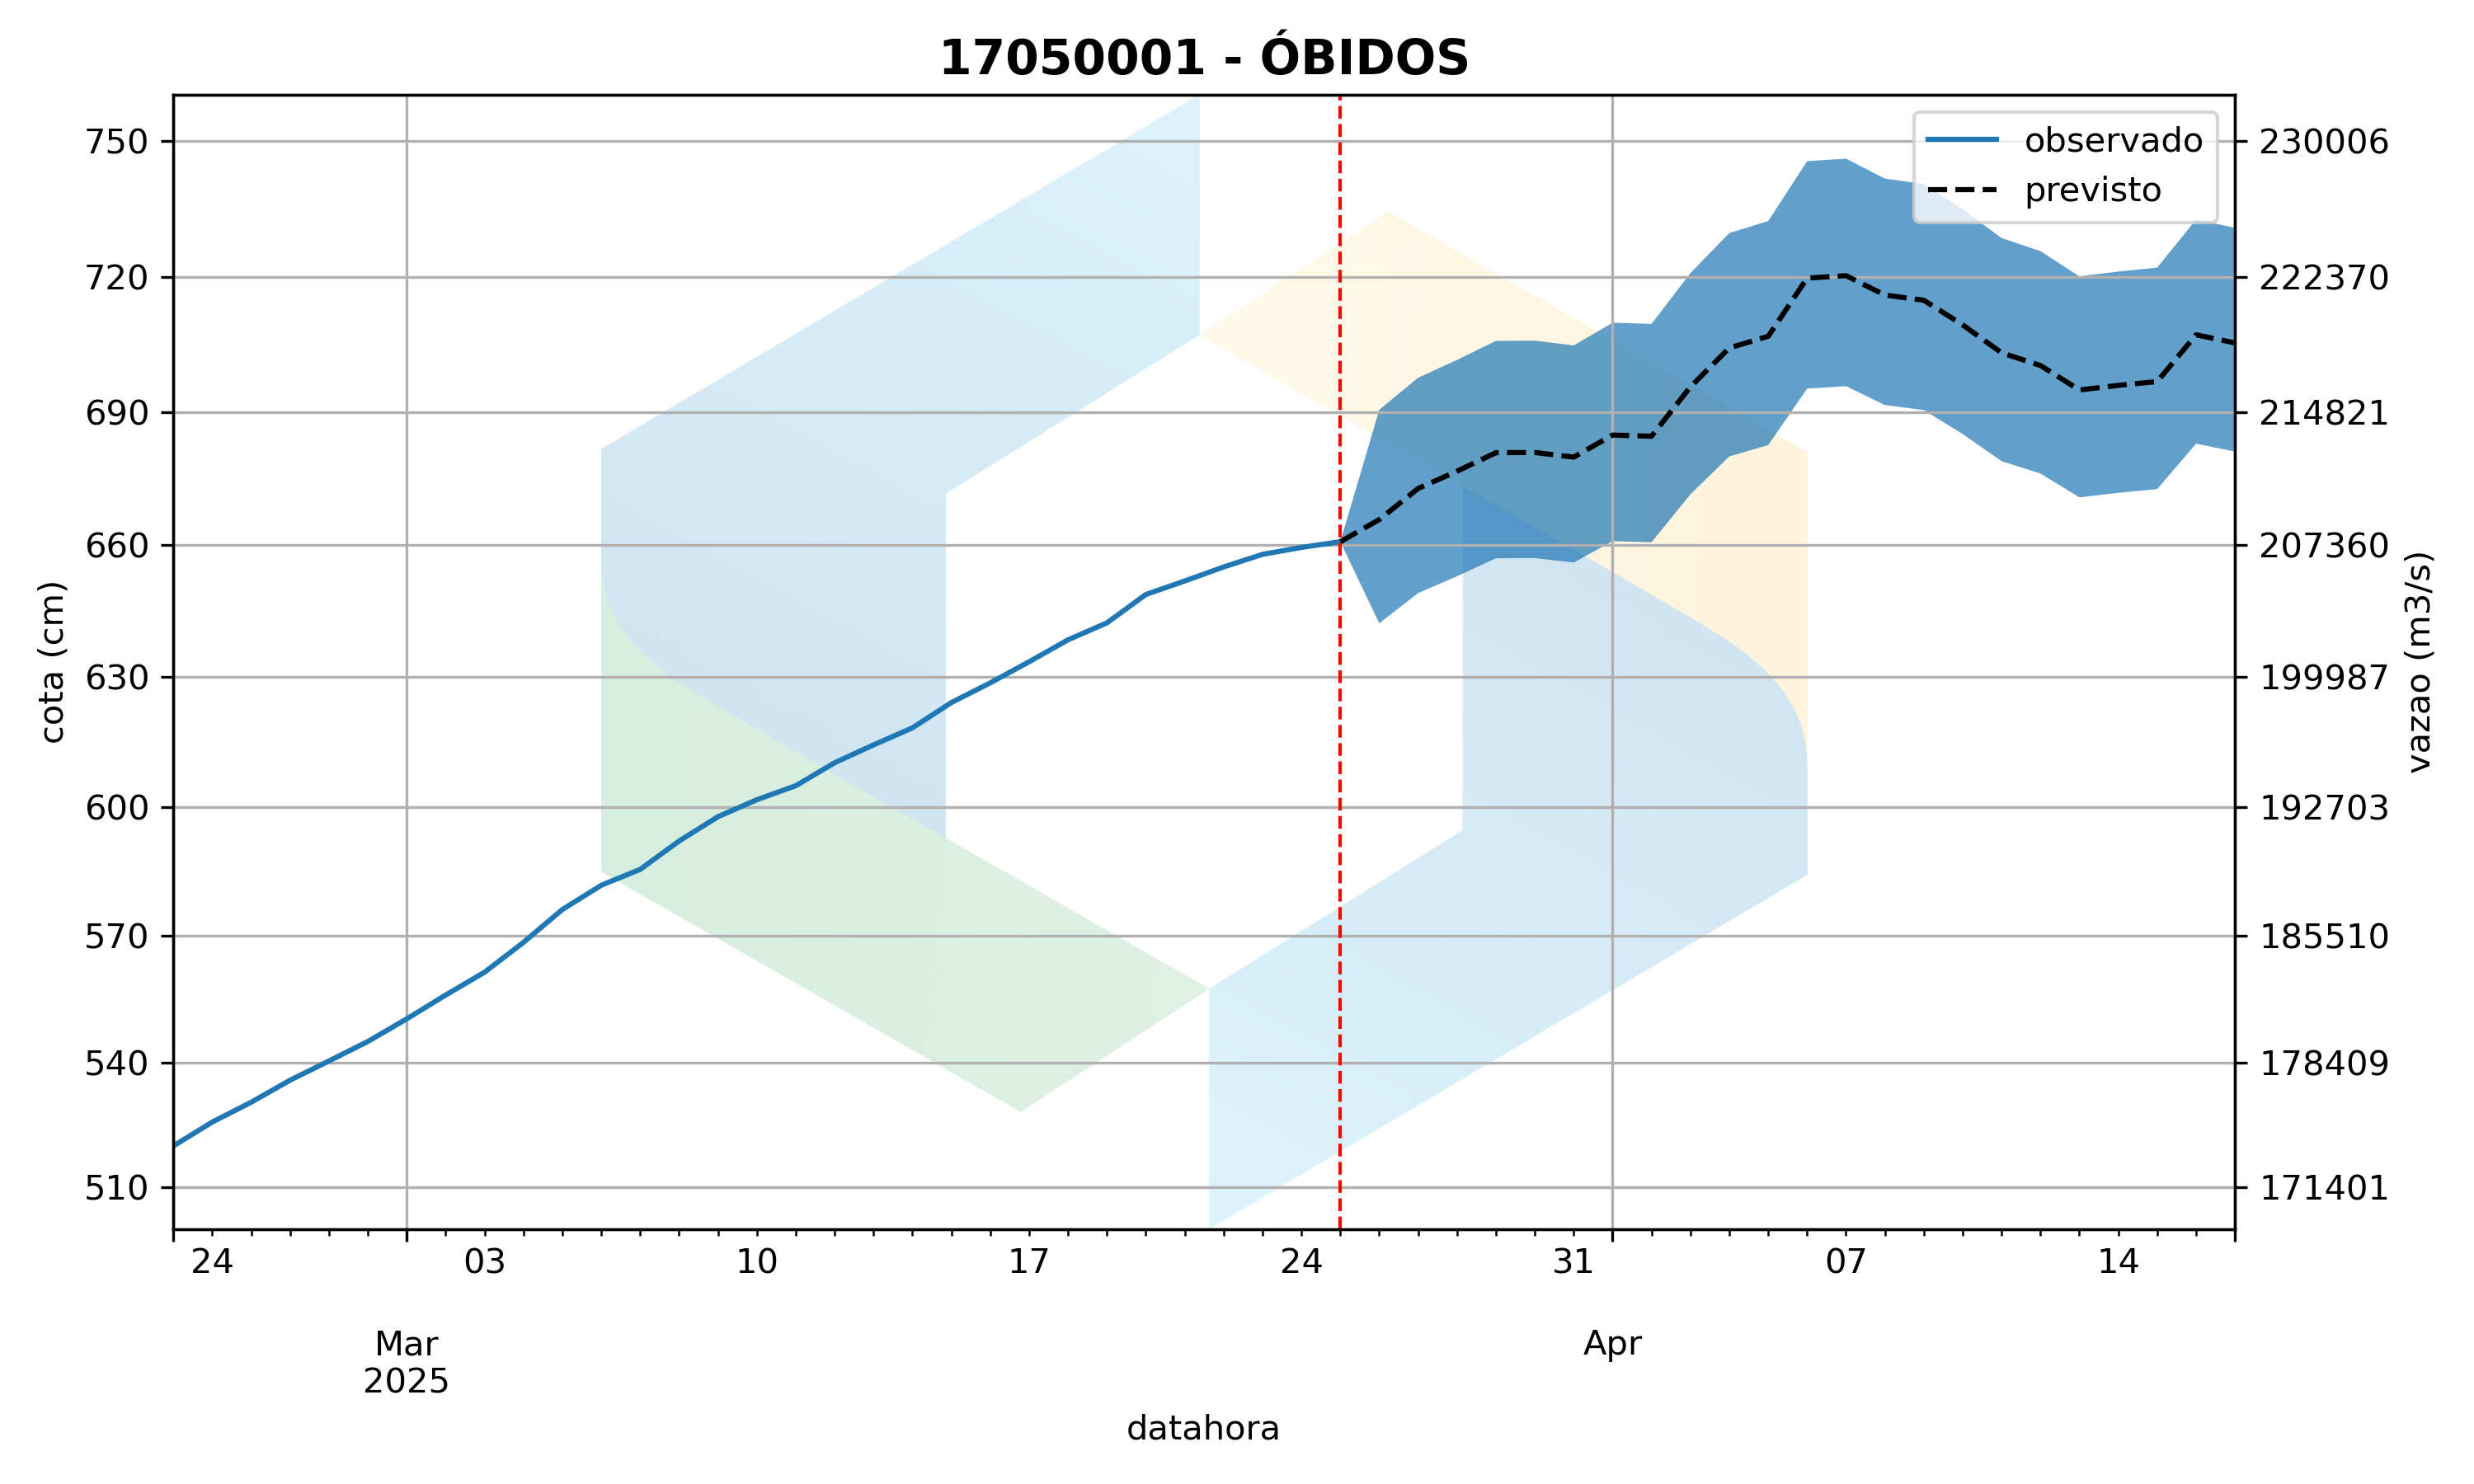 17050001 - ÓBIDOS
observado
previsto
cota (cm)
750
720
690
660
630
600
570
540
510
230006
222370
214821
207360
199987
192703
185510
178409
171401
vazao (m3/s)
24 03 10 17 24 31 07 14
Mar Apr
2025
datahora